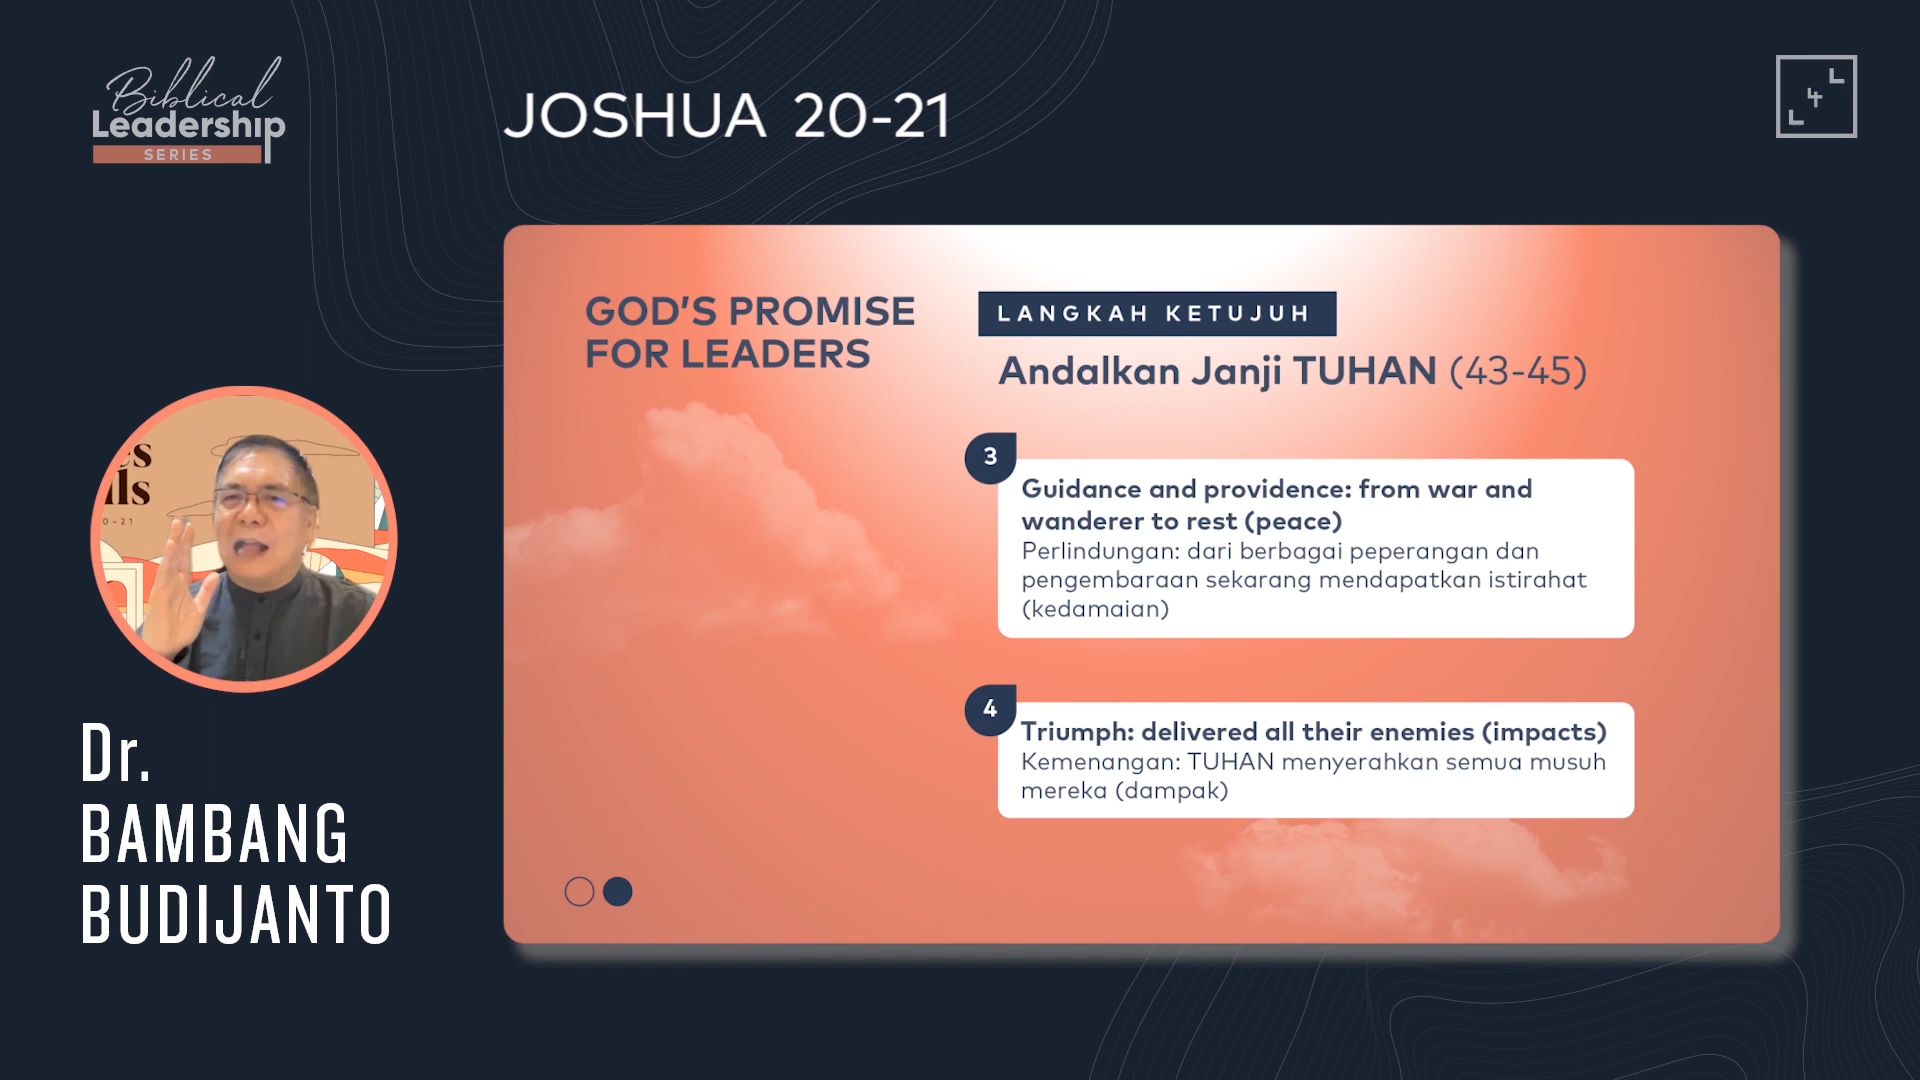 Biblical
Leadership
SERIES
JOSHUA 20-21
GOD'S PROMISE
FOR LEADERS
LANGKAH KETUJUH
Andalkan Janji TUHAN (43-45)
3
Guidance and providence: from war and
wanderer to rest (peace)
Perlindungan: dari berbagai peperangan dan
pengembaraan sekarang mendapatkan istirahat
(kedamaian)
4
Triumph: delivered all their enemies (impacts)
Kemenangan: TUHAN menyerahkan semua musuh
mereka (dampak)
Dr.
BAMBANG
BUDIJANTO